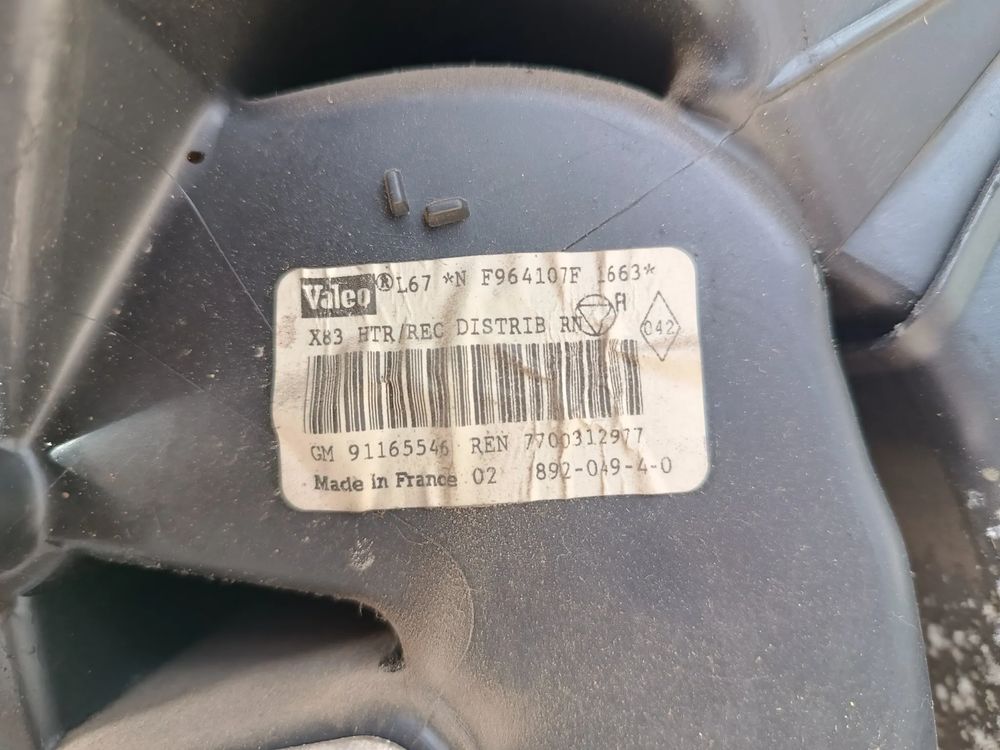 Valeo ® L67 *N F964107F 1663*
X83 HTR/REC DISTRIB RN A 042
GM 91165546 REN 7700312977
Made in France 02 892-049-4-0